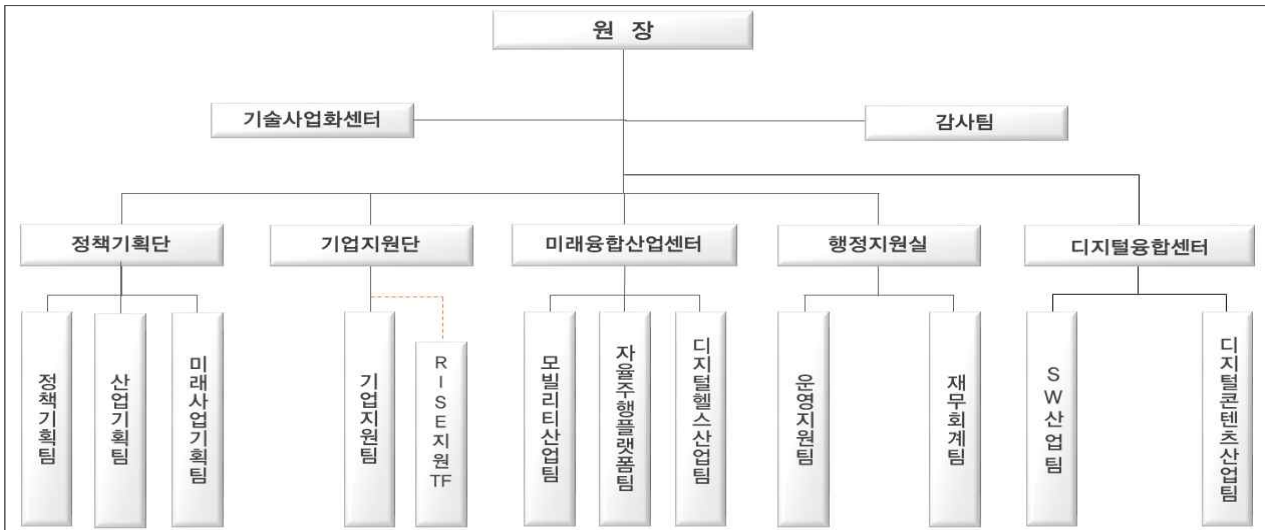 원 장
기술사업화센터
감사팀
정책기획단
기업지원단
미래융합산업센터
행정지원실
디지털융합센터
정책기획팀
산업기획팀
미래사업기획팀
기업지원팀
RISE지원TF
모빌리티산업팀
자율주행플랫폼팀
디지털헬스산업팀
운영지원팀
재무회계팀
SW산업팀
디지털콘텐츠산업팀